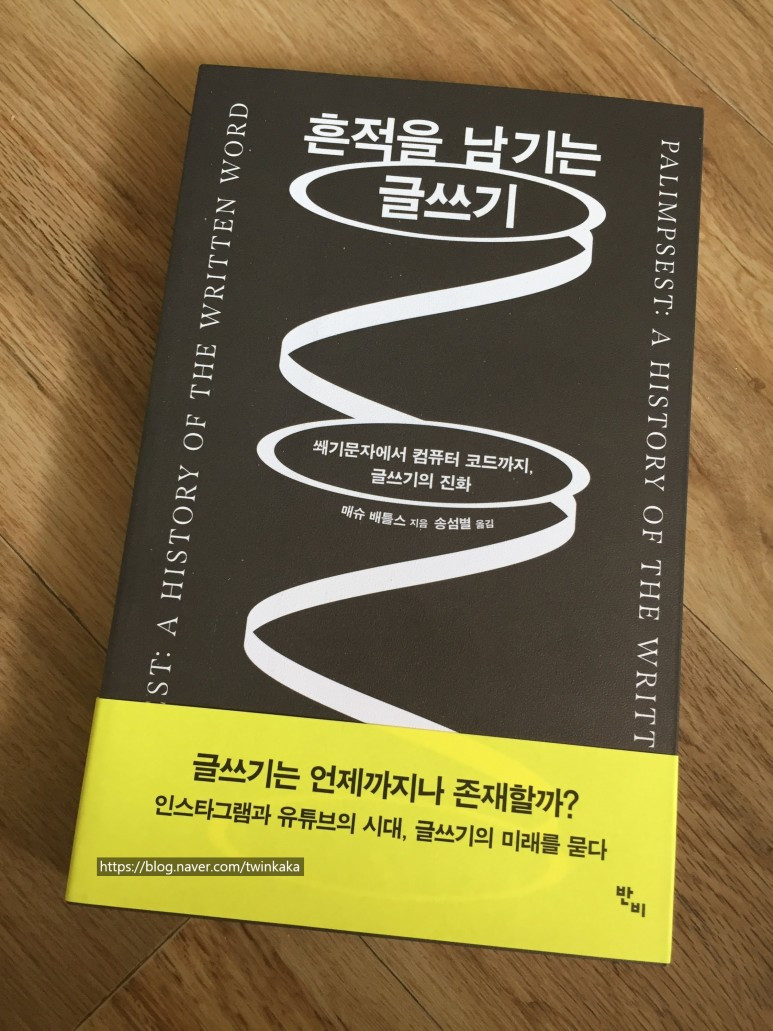 흔적을 남기는
글쓰기
쐐기문자에서 컴퓨터 코드까지,
글쓰기의 진화
매슈 배틀스 지음 송섬별 옮김
EST: A HISTORY OF THE WRITTEN WORD
PALIMPSEST: A HISTORY OF THE WRITT
글쓰기는 언제까지나 존재할까?
인스타그램과 유튜브의 시대, 글쓰기의 미래를 묻다
https://blog.naver.com/twinkaka
반비